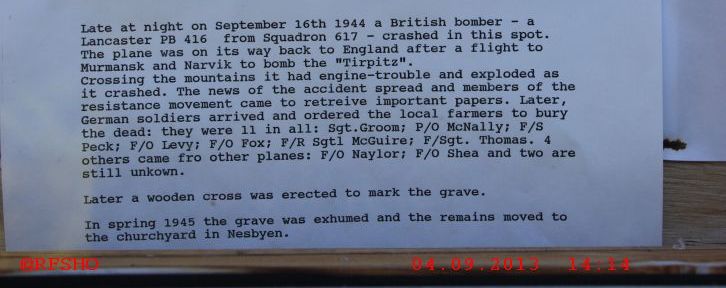 Late at night on September 16th 1944 a British bomber - a
Lancaster PB 416 from Squadron 617 - crashed in this spot.
The plane was on its way back to England after a flight to
Murmansk and Narvik to bomb the "Tirpitz".
Crossing the mountains it had engine-trouble and exploded as
it crashed. The news of the accident spread and members of the
resistance movement came to retreive important papers. Later,
German soldiers arrived and ordered the local farmers to bury
the dead: they were 11 in all: Sgt.Groom; P/O McNally; F/S
Peck; F/O Levy; F/O Fox; F/R Sgtl McGuire; F/Sgt. Thomas. 4
others came fro other planes: F/O Naylor; F/O Shea and two are
still unkown.
Later a wooden cross was erected to mark the grave.
In spring 1945 the grave was exhumed and the remains moved to
the churchyard in Nesbyen.
©RFSHO 04.09.2013 14:14